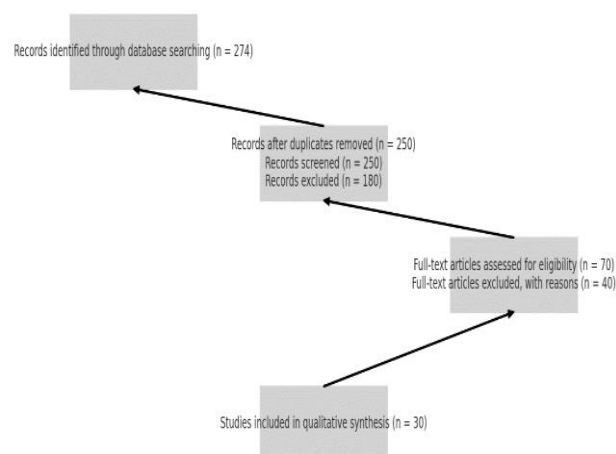 Records identified through database searching (n = 274)
Records after duplicates removed (n = 250)
Records screened (n = 250)
Records excluded (n = 180)
Full-text articles assessed for eligibility (n = 70)
Full-text articles excluded, with reasons (n = 40)
Studies included in qualitative synthesis (n = 30)